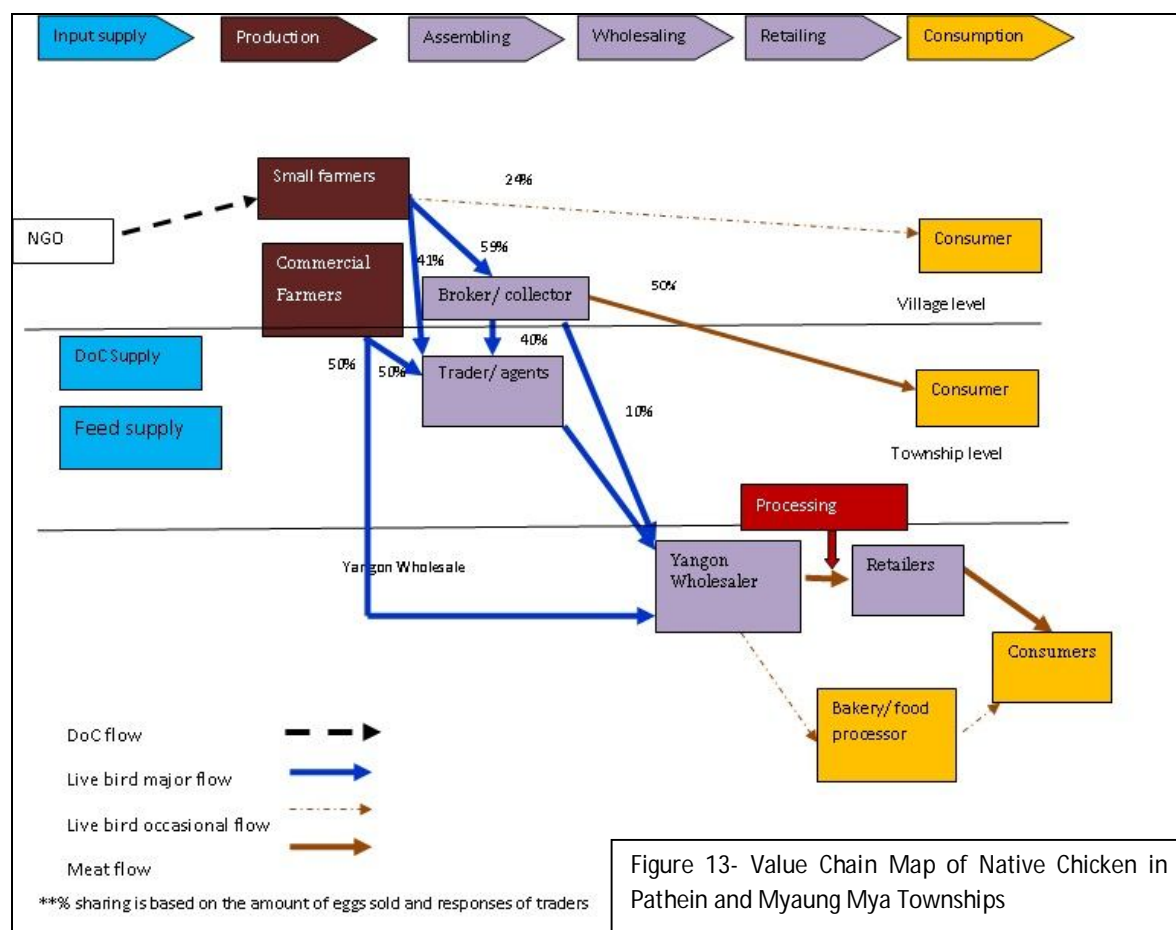 Input supply
Production
Assembling
Wholesaling
Retailing
Consumption
Small farmers
24%
NGO
Consumer
59%
Commercial
Farmers
41%
Broker/ collector
50%
Village level
DoC Supply
40%
50%
50%
Trader/ agents
Consumer
10%
Feed supply
Township level
Processing
Yangon Wholesale
Yangon
Wholesaler
Retailers
Consumers
Bakery/food
processor
DoC flow
Live bird major flow
Live bird occasional flow
Meat flow
**% sharing is based on the amount of eggs sold and responses of traders
Figure 13- Value Chain Map of Native Chicken in
Pathein and Myaung Mya Townships